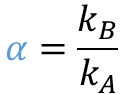 α = k_B / k_A